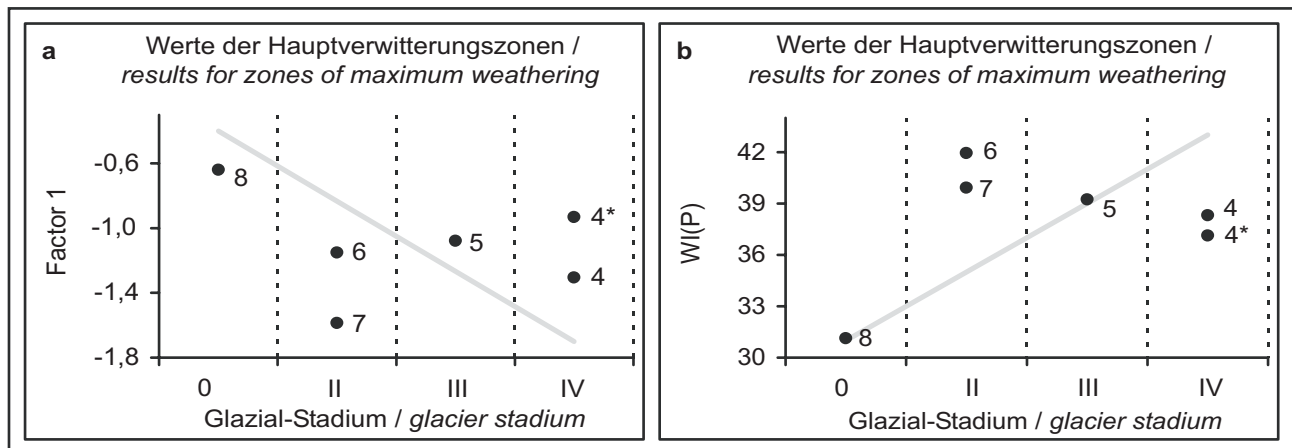 a
Werte der Hauptverwitterungszonen /
results for zones of maximum weathering
Factor 1
-0,6
-1,0
-1,4
-1,8
8
6
7
5
4*
4
0 II III IV
Glazial-Stadium / glacier stadium
b
Werte der Hauptverwitterungszonen /
results for zones of maximum weathering
WI(P)
42
39
36
33
30
8
6
7
5
4
4*
0 II III IV
Glazial-Stadium / glacier stadium